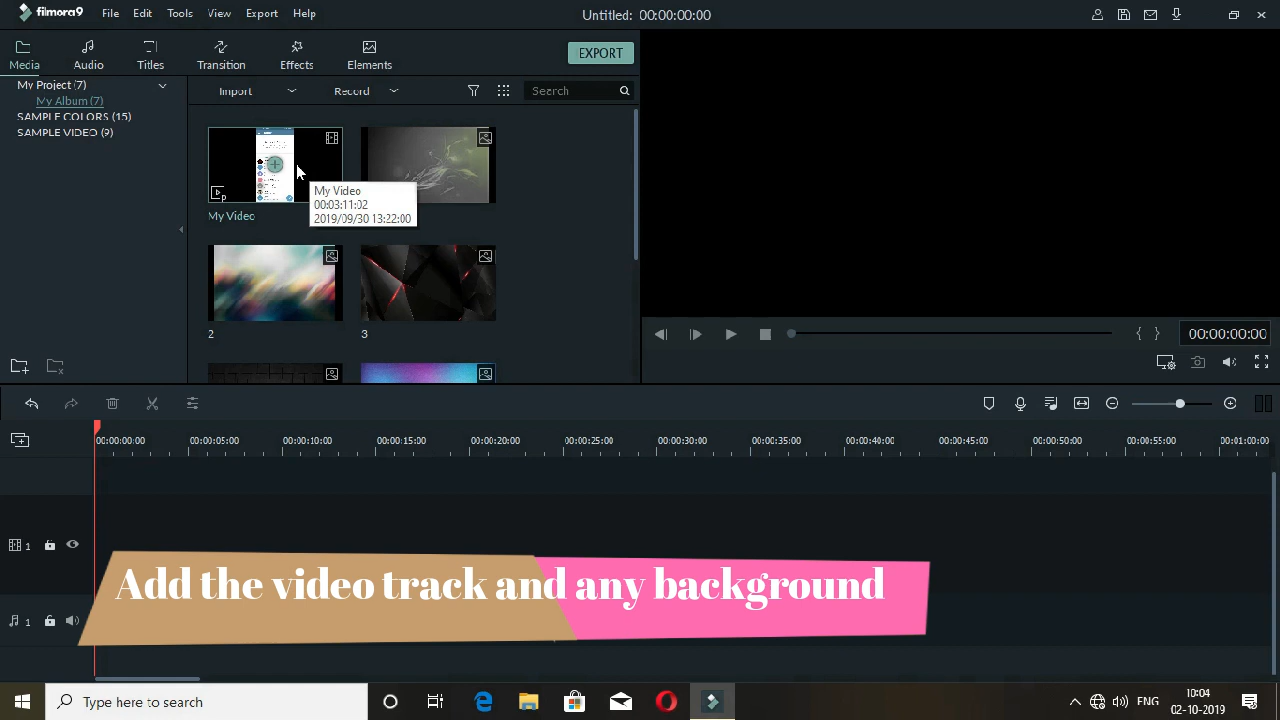 filmora9
File Edit Tools View Export Help
Untitled: 00:00:00:00
Media Audio Titles Transition Effects Elements
EXPORT
My Project (7)
My Album (7)
SAMPLE COLORS (15)
SAMPLE VIDEO (9)
Import Record Search
My Video
00:03:11:02
2019/09/30 13:22:00
My Video
2
3
00:00:00:00
00:00:00:00 00:00:05:00 00:00:10:00 00:00:15:00 00:00:20:00 00:00:25:00 00:00:30:00 00:00:35:00 00:00:40:00 00:00:45:00 00:00:50:00 00:00:55:00 00:01:00:00
1
Add the video track and any background
1
Type here to search
ENG
10:04
02-10-2019